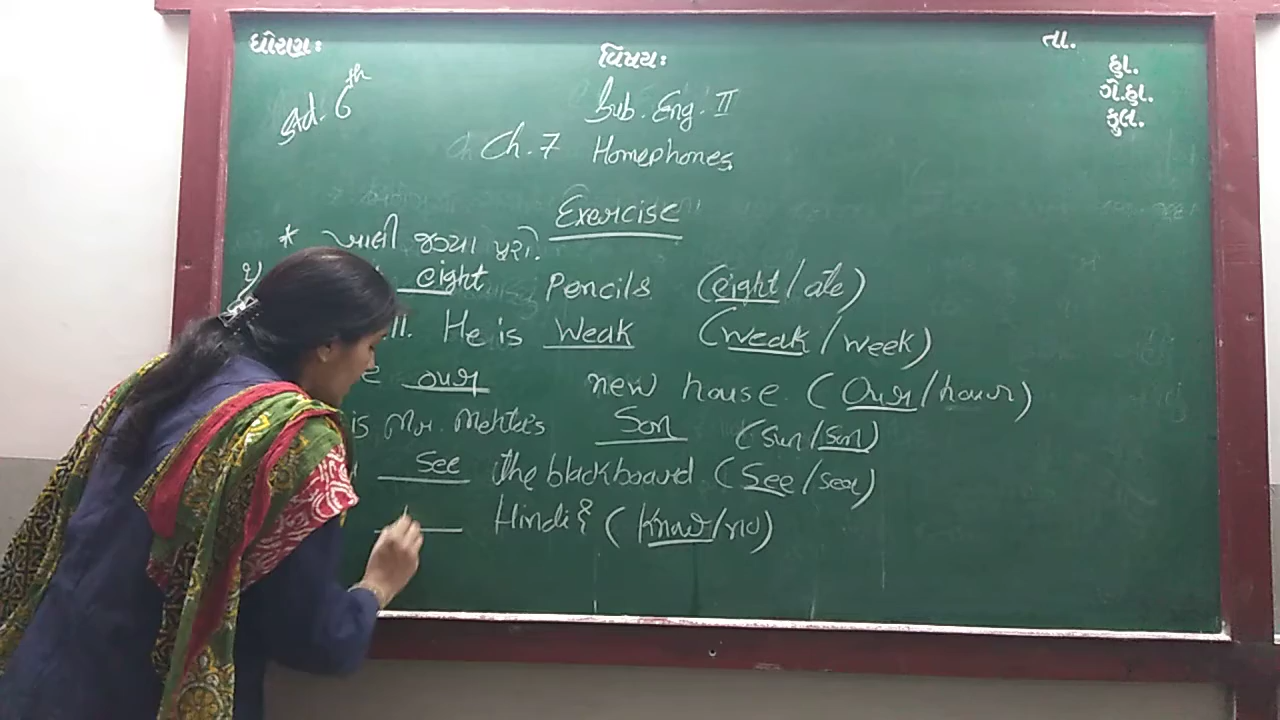 ધોરણ: વિષય: તા.
હા.
ગે.હા.
કુલ.
Std. 6th
Sub. Eng. II
Ch. 7 Homephones
Exercise
* ખાલી જગ્યા પૂરો.
eight Pencils (eight/ate)
ll. He is Weak (weak/week)
e our new house. (Our/hour)
is Mr. Mehta's Son (Sun/Son)
See the blackboard. (See/sea)
Hindi? (Know/no)